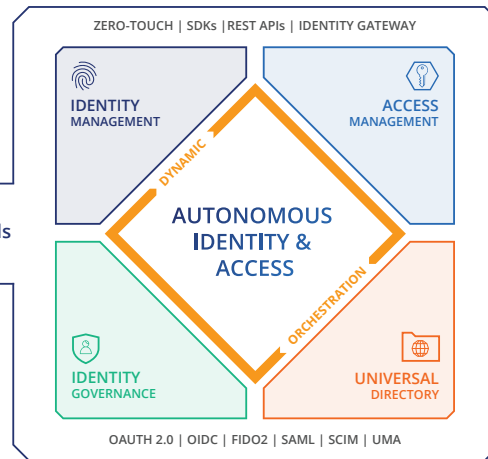 ZERO-TOUCH | SDKs |REST APIs | IDENTITY GATEWAY
IDENTITY
MANAGEMENT
ACCESS
MANAGEMENT
DYNAMIC
AUTONOMOUS
IDENTITY &
ACCESS
ORCHESTRATION
IDENTITY
GOVERNANCE
UNIVERSAL
DIRECTORY
OAUTH 2.0 | OIDC | FIDO2 | SAML | SCIM | UMA